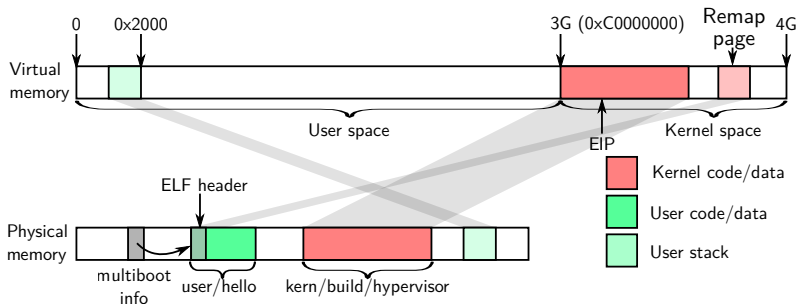 0
0x2000
3G (0xC0000000)
Remap
page
4G
Virtual
memory
User space
Kernel space
EIP
ELF header
Kernel code/data
User code/data
User stack
Physical
memory
multiboot
info
user/hello
kern/build/hypervisor